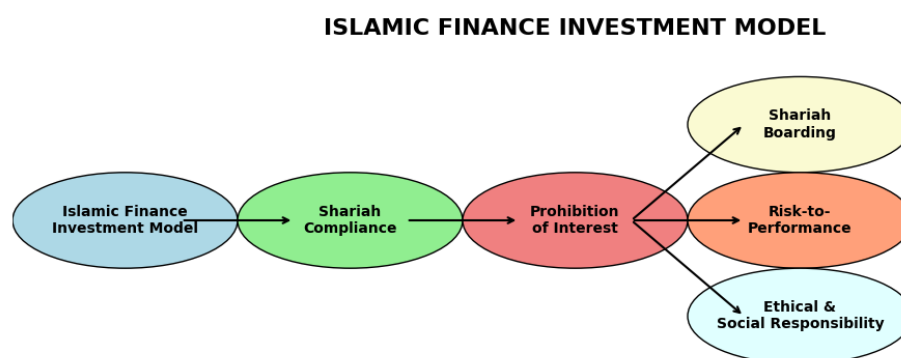 ISLAMIC FINANCE INVESTMENT MODEL
Islamic Finance
Investment Model
Shariah
Compliance
Prohibition
of Interest
Shariah
Boarding
Risk-to-
Performance
Ethical &
Social Responsibility